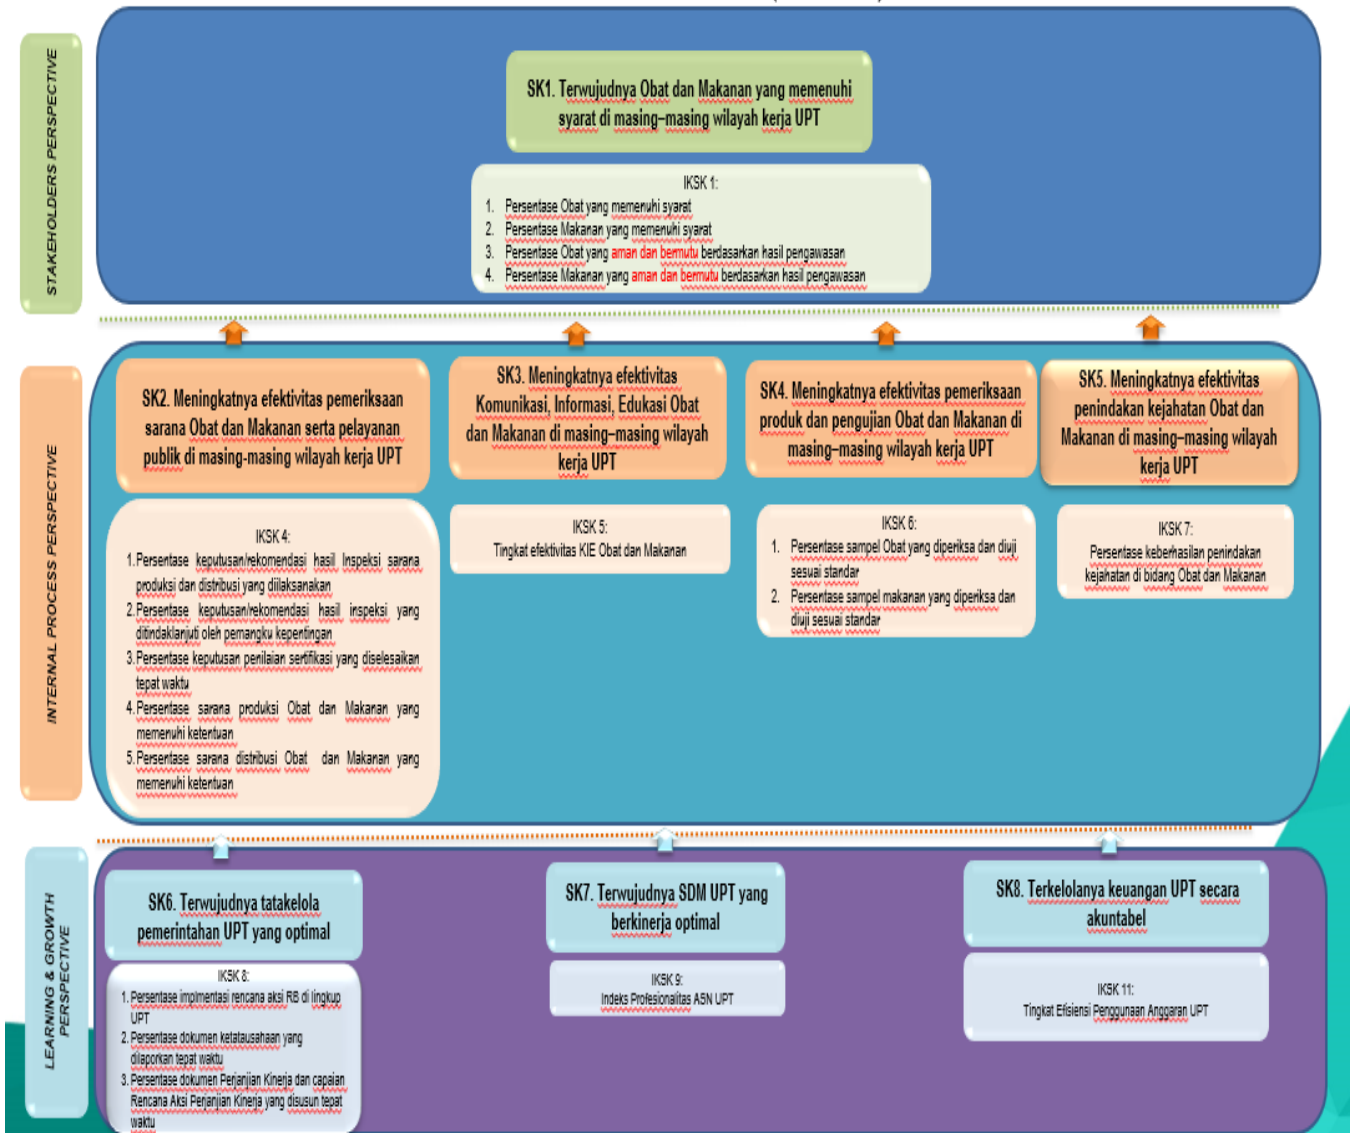 STAKEHOLDERS PERSPECTIVE
SK1. Terwujudnya Obat dan Makanan yang memenuhi
syarat di masing–masing wilayah kerja UPT
IKSK 1:
1. Persentase Obat yang memenuhi syarat
2. Persentase Makanan yang memenuhi syarat
3. Persentase Obat yang aman dan bermutu berdasarkan hasil pengawasan
4. Persentase Makanan yang aman dan bermutu berdasarkan hasil pengawasan
INTERNAL PROCESS PERSPECTIVE
SK2. Meningkatnya efektivitas pemeriksaan
sarana Obat dan Makanan serta pelayanan
publik di masing-masing wilayah kerja UPT
IKSK 4:
1. Persentase keputusan/rekomendasi hasil Inspeksi sarana
produksi dan distribusi yang diilaksanakan
2. Persentase keputusan/rekomendasi hasil inspeksi yang
ditindaklanjuti oleh pemangku kepentingan
3. Persentase keputusan penilaian sertifikasi yang diselesaikan
tepat waktu
4. Persentase sarana produksi Obat dan Makanan yang
memenuhi ketentuan
5. Persentase sarana distribusi Obat dan Makanan yang
memenuhi ketentuan
SK3. Meningkatnya efektivitas
Komunikasi, Informasi, Edukasi Obat
dan Makanan di masing–masing wilayah
kerja UPT
IKSK 5:
Tingkat efektivitas KIE Obat dan Makanan
SK4. Meningkatnya efektivitas pemeriksaan
produk dan pengujian Obat dan Makanan di
masing–masing wilayah kerja UPT
IKSK 6:
1. Persentase sampel Obat yang diperiksa dan diuji
sesuai standar
2. Persentase sampel makanan yang diperiksa dan
diuji sesuai standar
SK5. Meningkatnya efektivitas
penindakan kejahatan Obat dan
Makanan di masing–masing wilayah
kerja UPT
IKSK 7:
Persentase keberhasilan penindakan
kejahatan di bidang Obat dan Makanan
LEARNING & GROWTH
PERSPECTIVE
SK6. Terwujudnya tatakelola
pemerintahan UPT yang optimal
IKSK 8:
1. Persentase implmentasi rencana aksi RB di lingkup
UPT
2. Persentase dokumen ketatausahaan yang
dilaporkan tepat waktu
3. Persentase dokumen Perjanjian Kinerja dan capaian
Rencana Aksi Perjanjian Kinerja yang disusun tepat
waktu
SK7. Terwujudnya SDM UPT yang
berkinerja optimal
IKSK 9:
Indeks Profesionalitas ASN UPT
SK8. Terkelolanya keuangan UPT secara
akuntabel
IKSK 11:
Tingkat Efisiensi Penggunaan Anggaran UPT